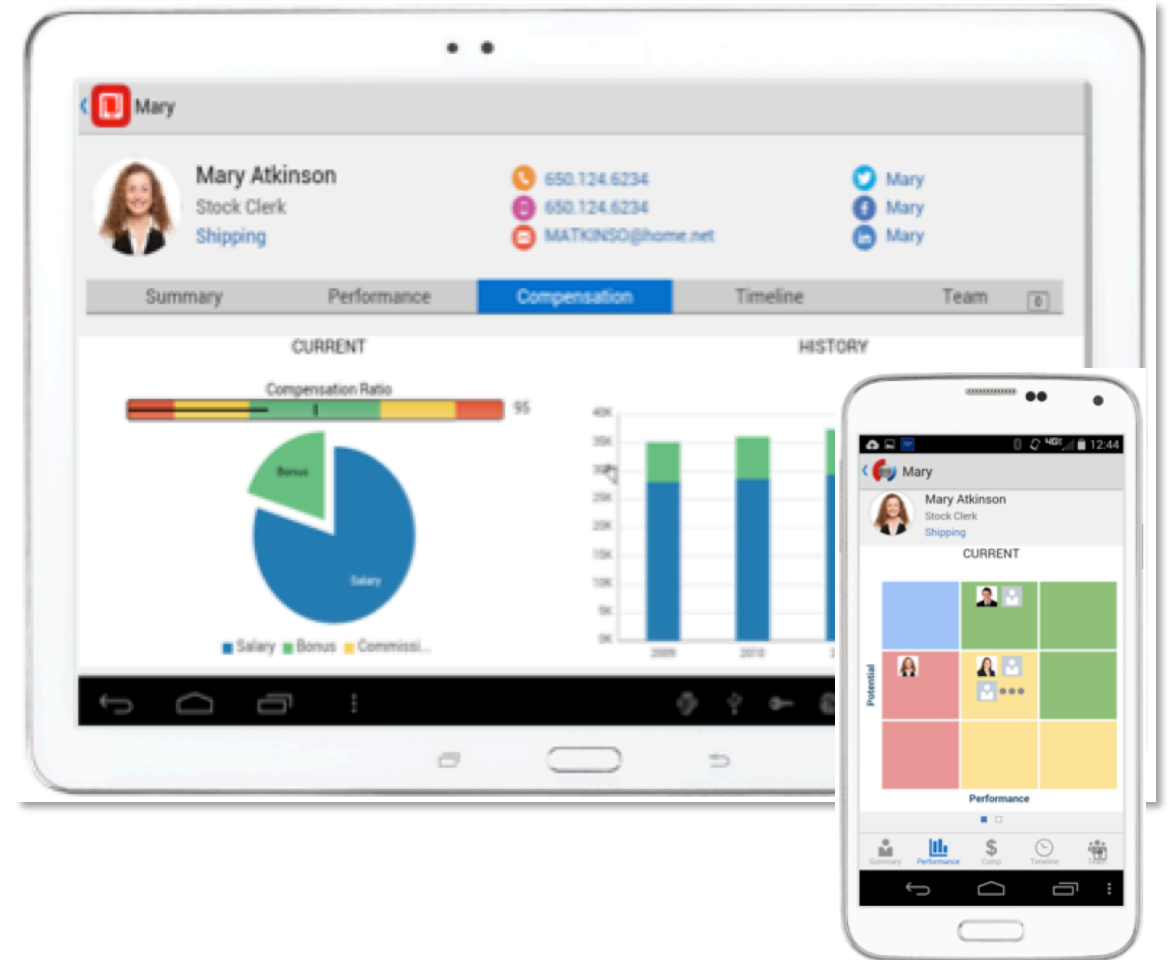 Mary
Mary Atkinson
Stock Clerk
Shipping
650.124.6234
650.124.6234
MATKINSO@home.net
Mary
Mary
Mary
Summary
Performance
Compensation
Timeline
Team
0
CURRENT
Compensation Ratio
95
Bonus
Salary
Salary
Bonus
Commissi...
HISTORY
40K
35K
30K
25K
20K
15K
10K
5K
0K
2009
2010
4G
12:44
Mary
Mary Atkinson
Stock Clerk
Shipping
CURRENT
Potential
Performance
Summary
Performance
$
Comp
Timeline